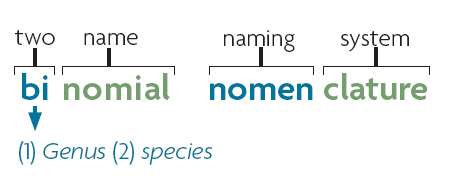 two name naming system
bi nomial nomen clature
(1) Genus (2) species